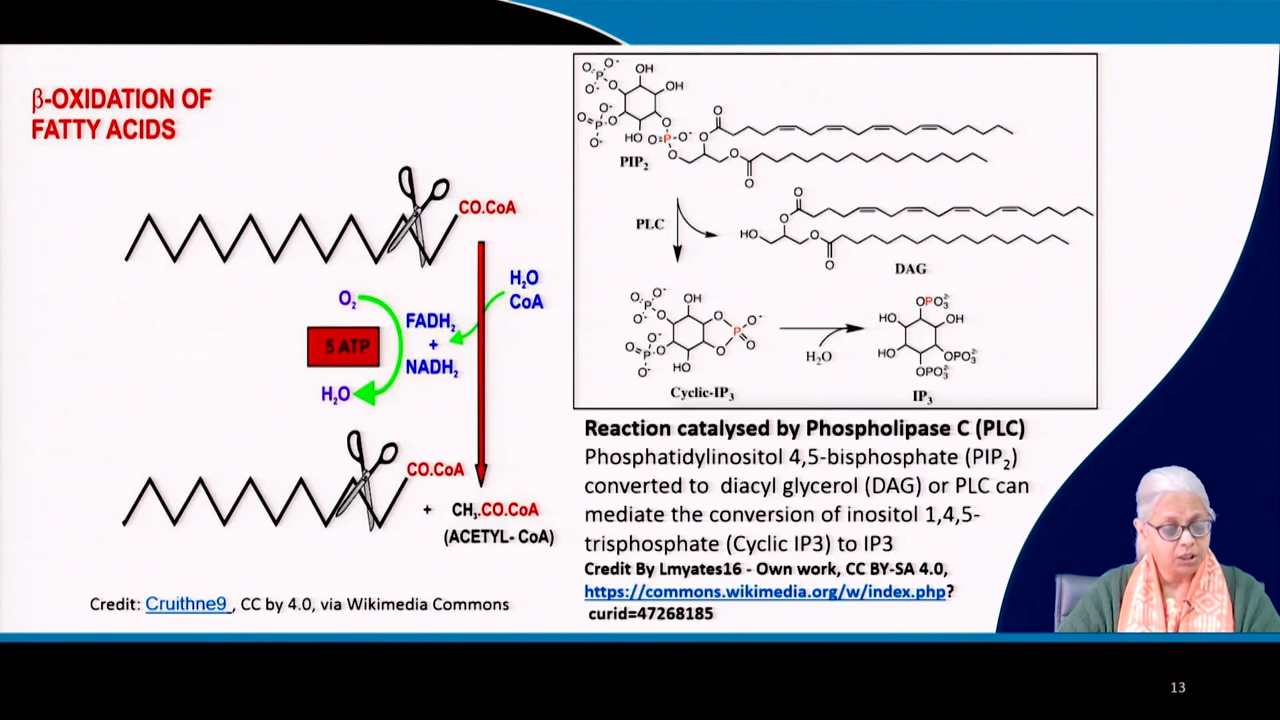 β-OXIDATION OF
FATTY ACIDS
CO.CoA
H₂O
CoA
O₂
FADH₂
+
NADH₂
5 ATP
H₂O
CO.CoA
+ CH₃.CO.CoA
(ACETYL- CoA)
Credit: Cruithne9 , CC by 4.0, via Wikimedia Commons
PIP₂
PLC
DAG
H₂O
Cyclic-IP₃
IP₃
Reaction catalysed by Phospholipase C (PLC)
Phosphatidylinositol 4,5-bisphosphate (PIP₂)
converted to diacyl glycerol (DAG) or PLC can
mediate the conversion of inositol 1,4,5-
trisphosphate (Cyclic IP3) to IP3
Credit By Lmyates16 - Own work, CC BY-SA 4.0,
https://commons.wikimedia.org/w/index.php?
curid=47268185
13